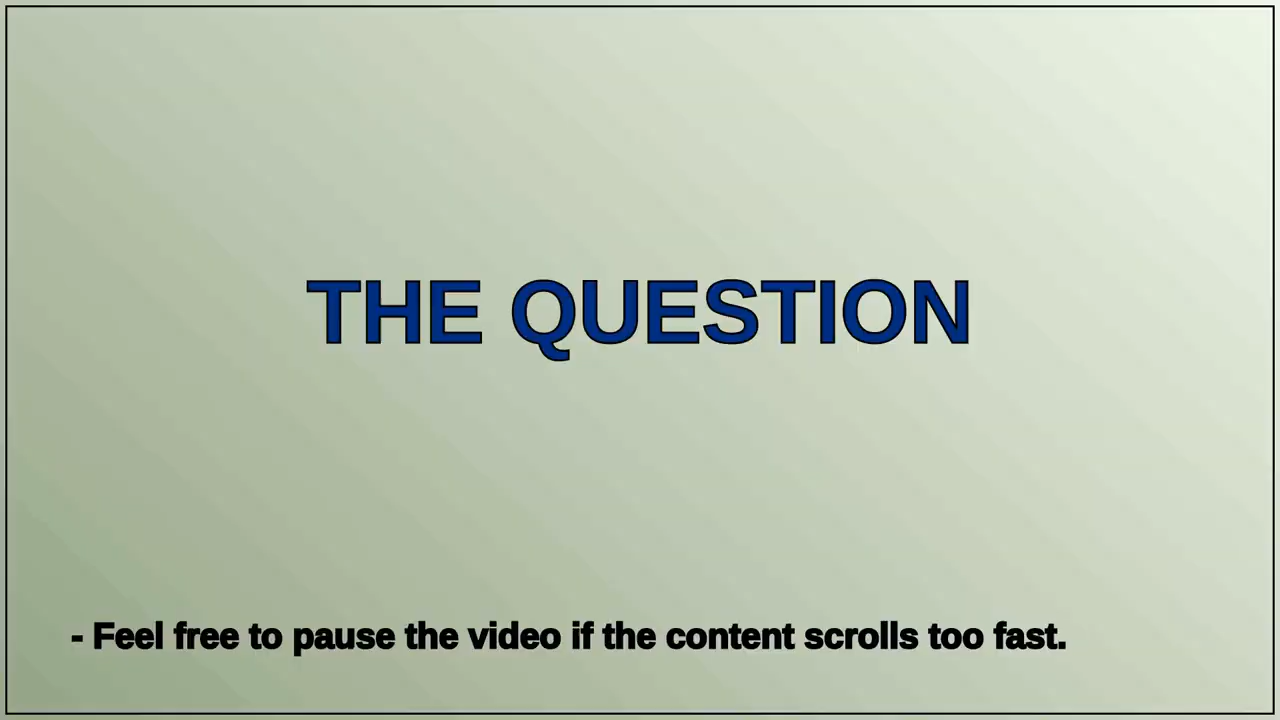 THE QUESTION
- Feel free to pause the video if the content scrolls too fast.